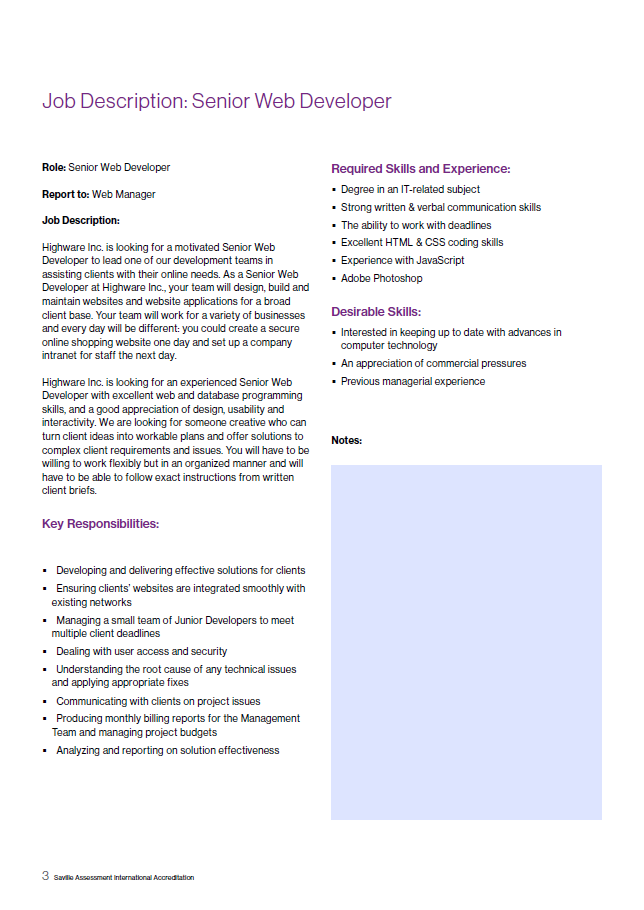 Job Description: Senior Web Developer
Role: Senior Web Developer
Report to: Web Manager
Job Description:
Highware Inc. is looking for a motivated Senior Web
Developer to lead one of our development teams in
assisting clients with their online needs. As a Senior Web
Developer at Highware Inc., your team will design, build and
maintain websites and website applications for a broad
client base. Your team will work for a variety of businesses
and every day will be different: you could create a secure
online shopping website one day and set up a company
intranet for staff the next day.
Highware Inc. is looking for an experienced Senior Web
Developer with excellent web and database programming
skills, and a good appreciation of design, usability and
interactivity. We are looking for someone creative who can
turn client ideas into workable plans and offer solutions to
complex client requirements and issues. You will have to be
willing to work flexibly but in an organized manner and will
have to be able to follow exact instructions from written
client briefs.
Key Responsibilities:
▪ Developing and delivering effective solutions for clients
▪ Ensuring clients' websites are integrated smoothly with
existing networks
▪ Managing a small team of Junior Developers to meet
multiple client deadlines
▪ Dealing with user access and security
▪ Understanding the root cause of any technical issues
and applying appropriate fixes
▪ Communicating with clients on project issues
▪ Producing monthly billing reports for the Management
Team and managing project budgets
▪ Analyzing and reporting on solution effectiveness
Required Skills and Experience:
▪ Degree in an IT-related subject
▪ Strong written & verbal communication skills
▪ The ability to work with deadlines
▪ Excellent HTML & CSS coding skills
▪ Experience with JavaScript
▪ Adobe Photoshop
Desirable Skills:
▪ Interested in keeping up to date with advances in
computer technology
▪ An appreciation of commercial pressures
▪ Previous managerial experience
Notes:
3 Saville Assessment International Accreditation